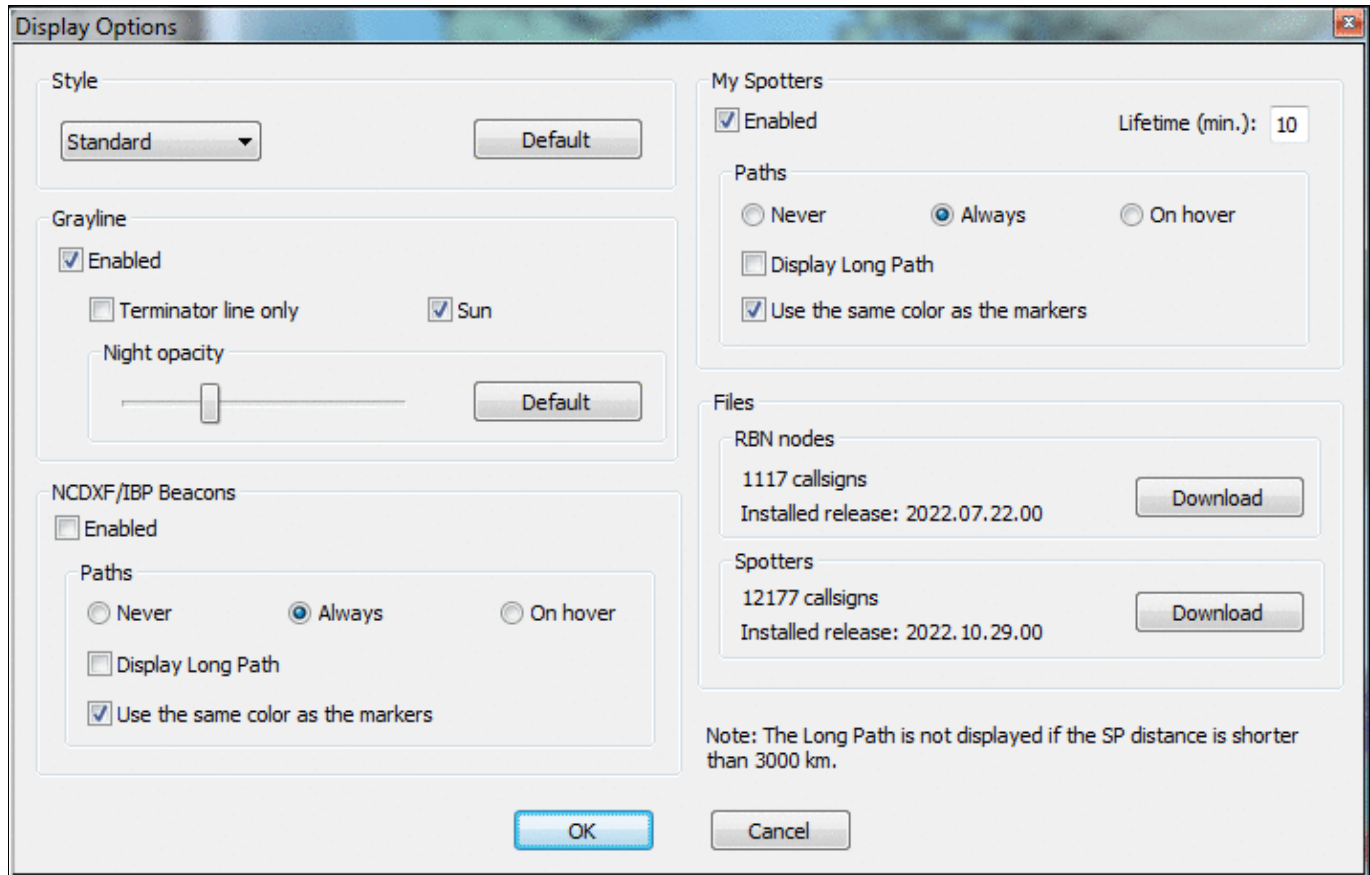 Display Options
Style
Standard
Default
Grayline
Enabled
Terminator line only
Sun
Night opacity
Default
NCDXF/IBP Beacons
Enabled
Paths
Never
Always
On hover
Display Long Path
Use the same color as the markers
My Spotters
Enabled
Lifetime (min.): 10
Paths
Never
Always
On hover
Display Long Path
Use the same color as the markers
Files
RBN nodes
1117 callsigns
Installed release: 2022.07.22.00
Download
Spotters
12177 callsigns
Installed release: 2022.10.29.00
Download
Note: The Long Path is not displayed if the SP distance is shorter
than 3000 km.
OK
Cancel